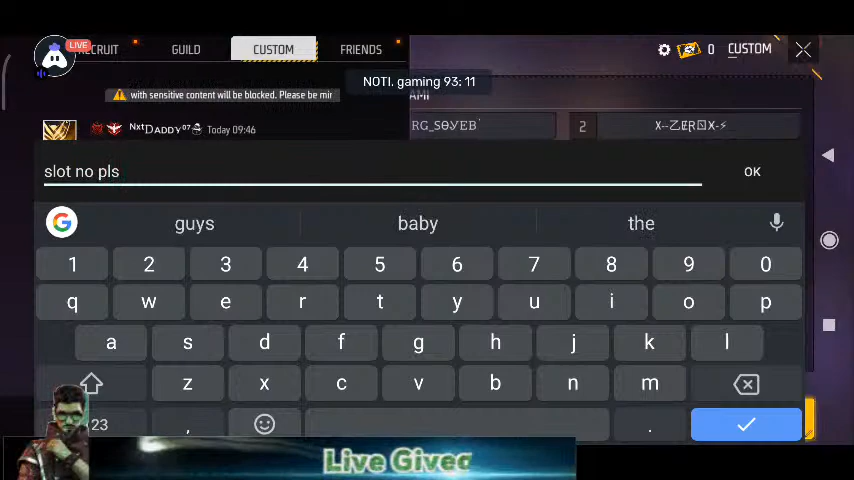 LIVE
RECRUIT GUILD CUSTOM FRIENDS
0 CUSTOM
NOTI. gaming 93: 11
with sensitive content will be blocked. Please be mir
AMI
NxtDADDY07 Today 09:46
2
slot no pls
OK
guys baby the
1 2 3 4 5 6 7 8 9 0
q w e r t y u i o p
a s d f g h j k l
z x c v b n m
23 , .
Live Givea